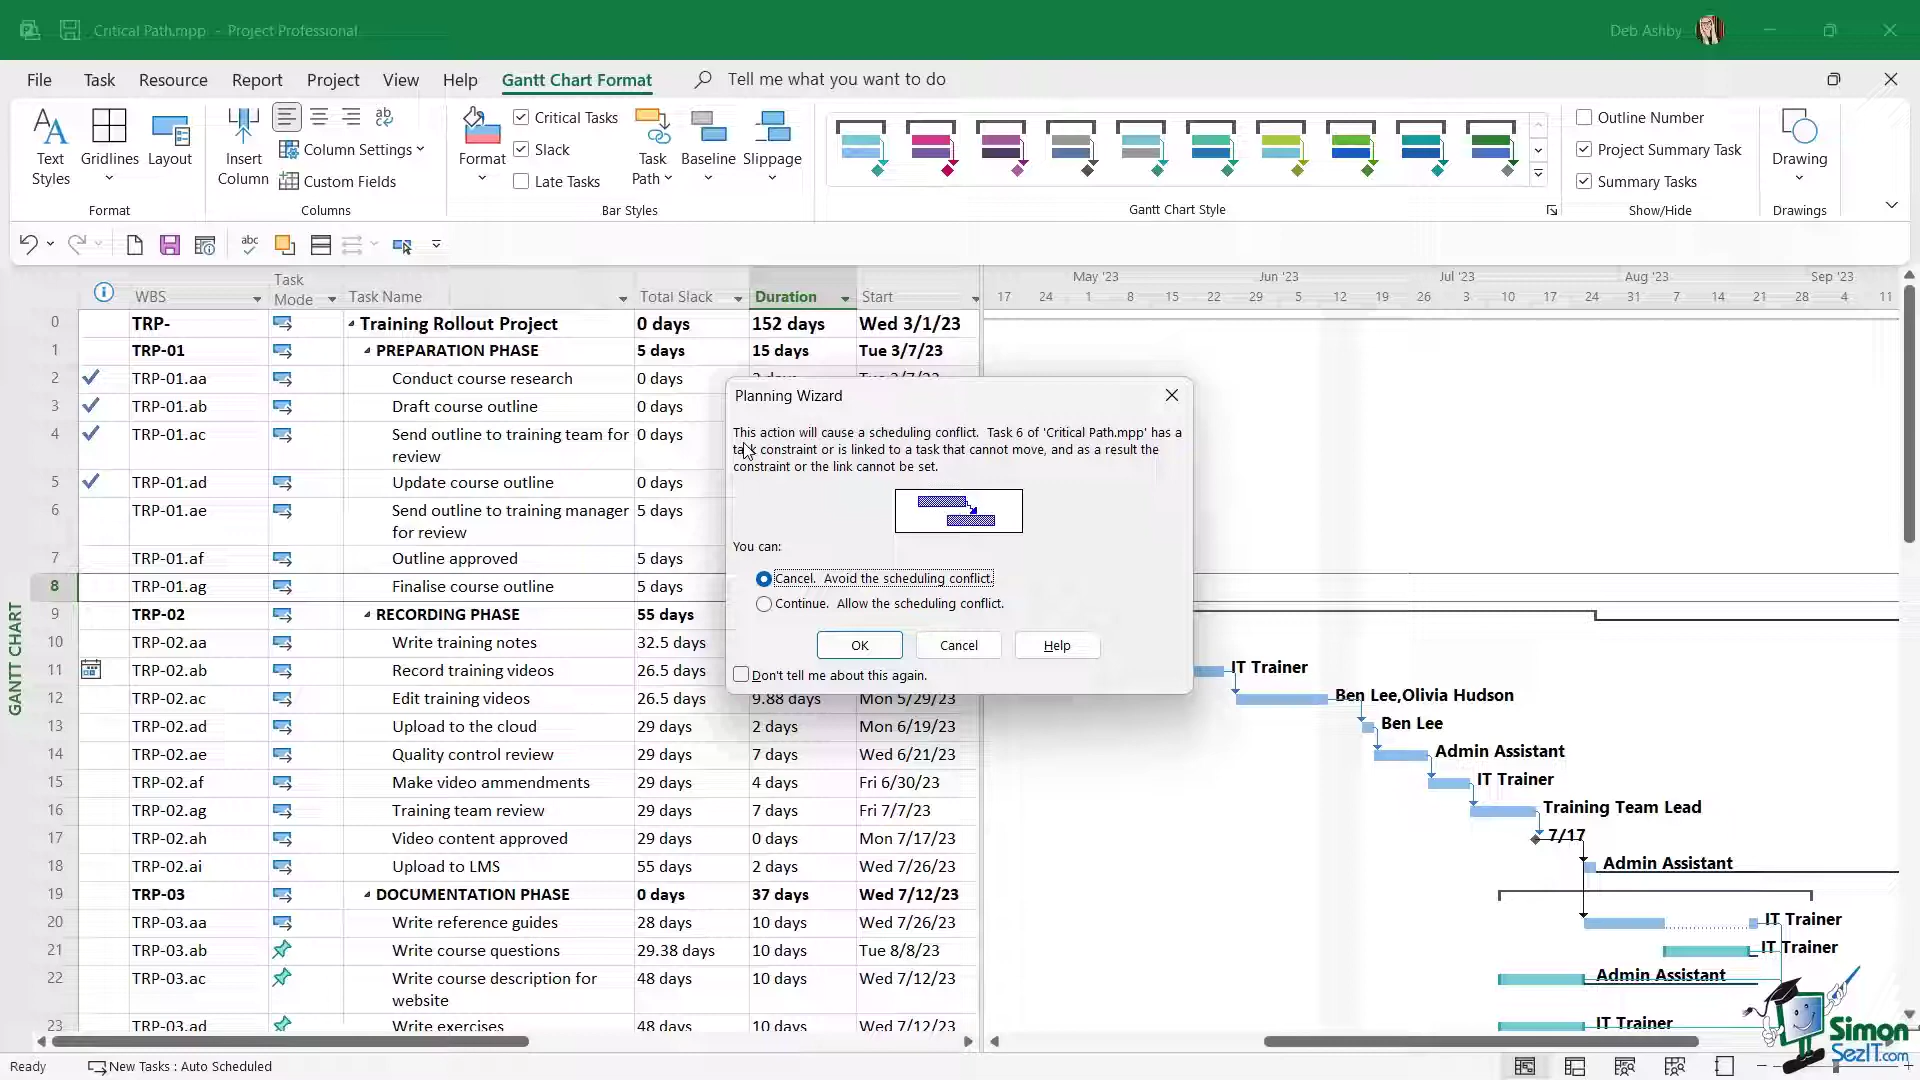 Critical Path.mpp - Project Professional
Deb Ashby
File Task Resource Report Project View Help Gantt Chart Format Tell me what you want to do
Text Styles
Gridlines
Layout
Format
Insert Column
Column Settings
Custom Fields
Columns
Format
Critical Tasks
Slack
Late Tasks
Task Path
Baseline
Slippage
Bar Styles
Gantt Chart Style
Outline Number
Project Summary Task
Summary Tasks
Show/Hide
Drawing
Drawings
abc
WBS Task Mode Task Name Total Slack Duration Start
May '23 Jun '23 Jul '23 Aug '23 Sep '23
17 24 1 8 15 22 29 5 12 19 26 3 10 17 24 31 7 14 21 28 4 11
0 TRP- Training Rollout Project 0 days 152 days Wed 3/1/23
1 TRP-01 PREPARATION PHASE 5 days 15 days Tue 3/7/23
2 TRP-01.aa Conduct course research 0 days
3 TRP-01.ab Draft course outline 0 days
4 TRP-01.ac Send outline to training team for review 0 days
5 TRP-01.ad Update course outline 0 days
6 TRP-01.ae Send outline to training manager for review 5 days
7 TRP-01.af Outline approved 5 days
8 TRP-01.ag Finalise course outline 5 days
9 TRP-02 RECORDING PHASE 55 days
10 TRP-02.aa Write training notes 32.5 days
11 TRP-02.ab Record training videos 26.5 days IT Trainer
12 TRP-02.ac Edit training videos 26.5 days 9.88 days Mon 5/29/23 Ben Lee,Olivia Hudson
13 TRP-02.ad Upload to the cloud 29 days 2 days Mon 6/19/23 Ben Lee
14 TRP-02.ae Quality control review 29 days 7 days Wed 6/21/23 Admin Assistant
15 TRP-02.af Make video ammendments 29 days 4 days Fri 6/30/23 IT Trainer
16 TRP-02.ag Training team review 29 days 7 days Fri 7/7/23 Training Team Lead
17 TRP-02.ah Video content approved 29 days 0 days Mon 7/17/23 7/17
18 TRP-02.ai Upload to LMS 55 days 2 days Wed 7/26/23 Admin Assistant
19 TRP-03 DOCUMENTATION PHASE 0 days 37 days Wed 7/12/23
20 TRP-03.aa Write reference guides 28 days 10 days Wed 7/26/23 IT Trainer
21 TRP-03.ab Write course questions 29.38 days 10 days Tue 8/8/23 IT Trainer
22 TRP-03.ac Write course description for website 48 days 10 days Wed 7/12/23 Admin Assistant
23 TRP-03.ad Write exercises 48 days 10 days Wed 7/12/23 IT Trainer
GANTT CHART
Planning Wizard
This action will cause a scheduling conflict. Task 6 of 'Critical Path.mpp' has a
task constraint or is linked to a task that cannot move, and as a result the
constraint or the link cannot be set.
You can:
Cancel. Avoid the scheduling conflict.
Continue. Allow the scheduling conflict.
OK Cancel Help
Don't tell me about this again.
Simon
SezIT.com
Ready New Tasks : Auto Scheduled